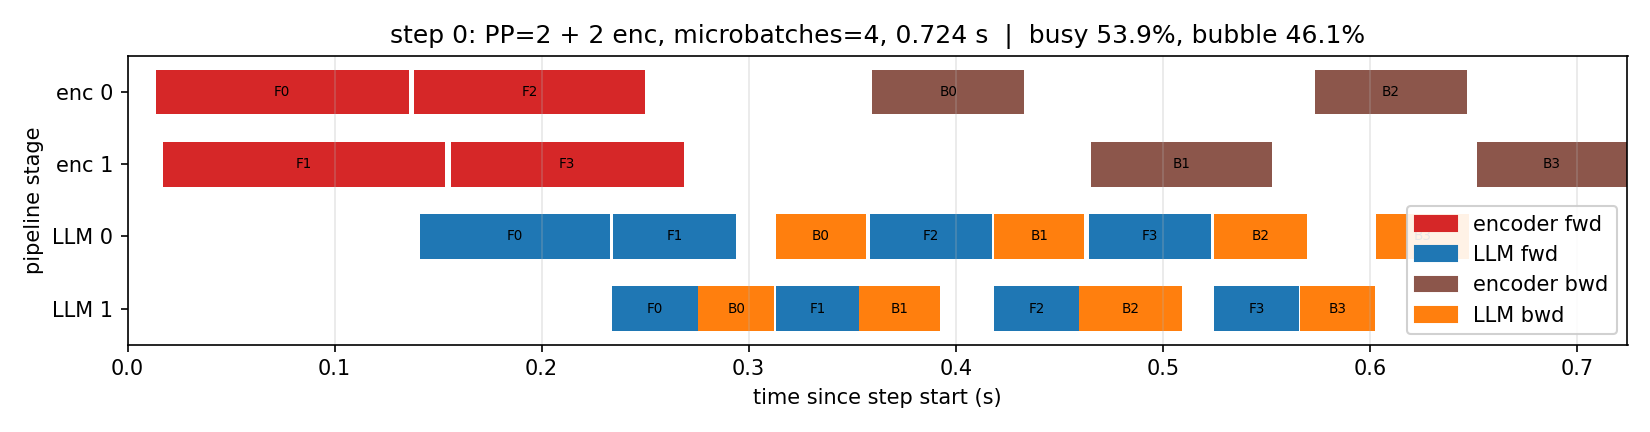 step 0: PP=2 + 2 enc, microbatches=4, 0.724 s | busy 53.9%, bubble 46.1%
pipeline stage
enc 0
F0 F2 B0 B2
enc 1
F1 F3 B1 B3
LLM 0
F0 F1 B0 F2 B1 F3 B2 B3
LLM 1
F0 B0 F1 B1 F2 B2 F3 B3
encoder fwd
LLM fwd
encoder bwd
LLM bwd
0.0 0.1 0.2 0.3 0.4 0.5 0.6 0.7
time since step start (s)